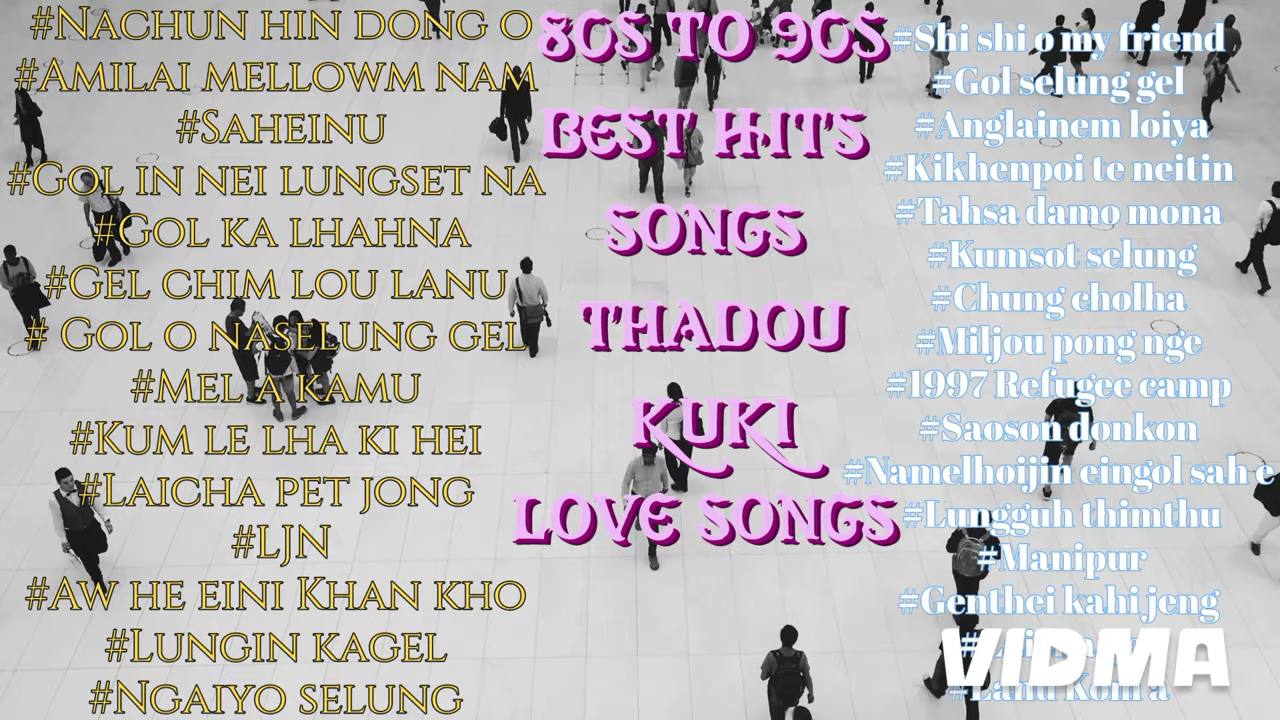 #Nachun hin dong o
#Amilai mellowm nam
#Saheinu
#Gol in nei lungset na
#Gol ka lhahna
#Gel chim lou lanu
# Gol o naselung gel
#Mel a kamu
#Kum le lha ki hei
#Laicha pet jong
#LJN
#Aw he eini Khan kho
#Lungin kagel
#Ngaiyo selung
80S TO 90S
BEST HITS
SONGS
THADOU
KUKI
LOVE SONGS
#Shi shi o my friend
#Gol selung gel
#Anglainem loiya
#Kikhenpoi te neitin
#Tahsa damo mona
#Kumsot selung
#Chung cholha
#Miljou pong nge
#1997 Refugee camp
#Saoson donkon
#Namelhoijin eingol sah e
#Lungguh thimthu
#Manipur
#Genthei kahi jeng
#Lanu
VIDMA